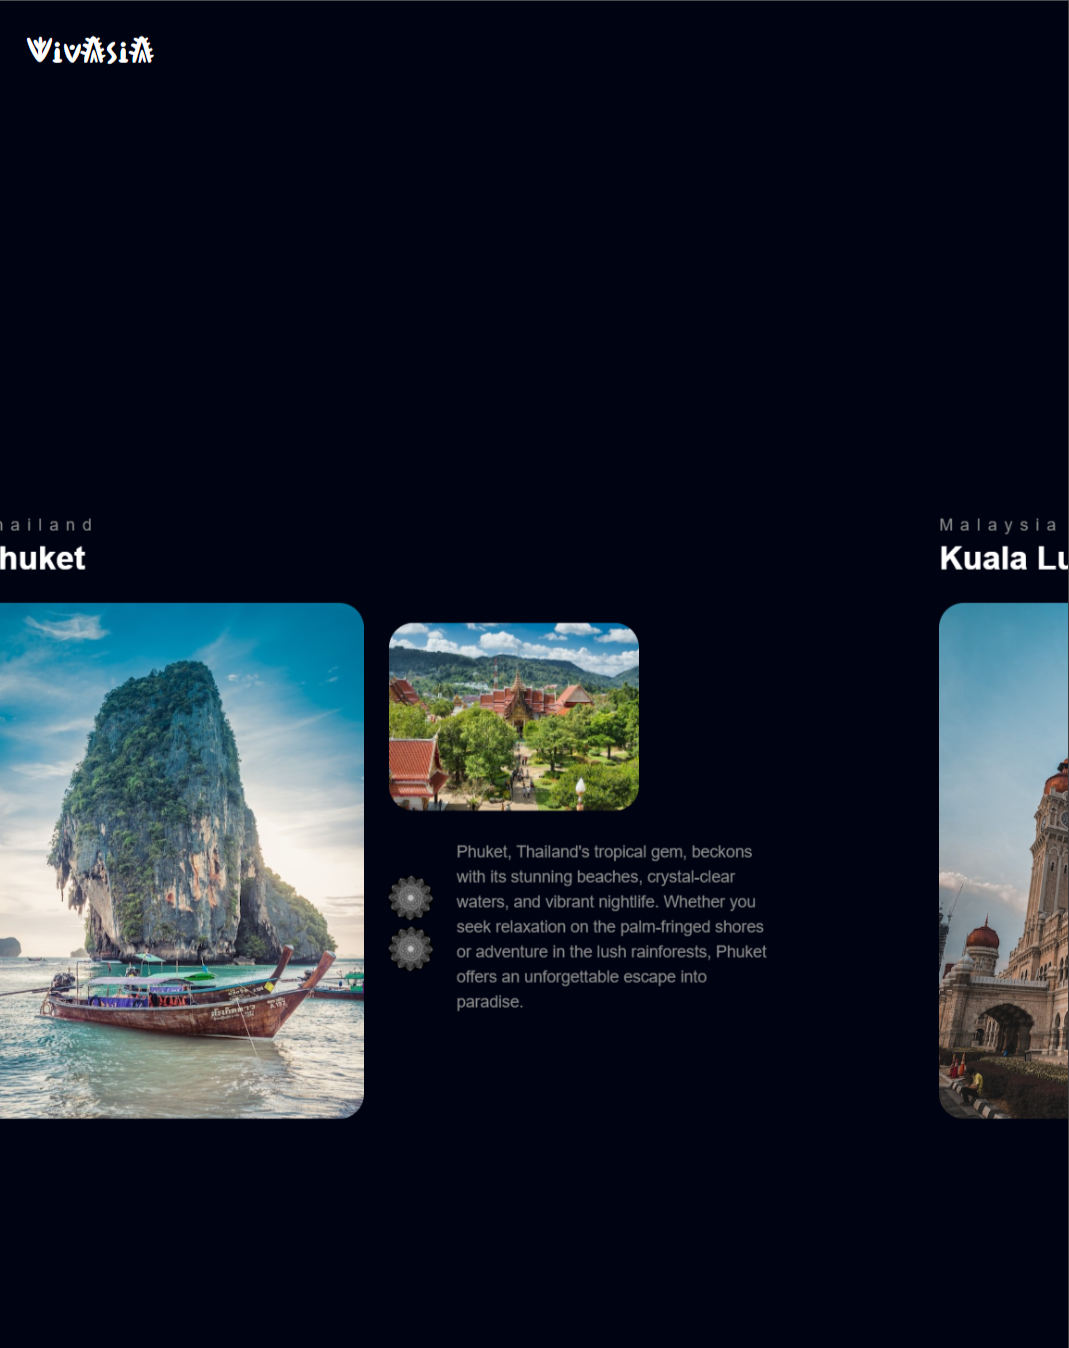 VivAsiA
hailand
huket
Malaysia
Kuala Lu
Phuket, Thailand's tropical gem, beckons
with its stunning beaches, crystal-clear
waters, and vibrant nightlife. Whether you
seek relaxation on the palm-fringed shores
or adventure in the lush rainforests, Phuket
offers an unforgettable escape into
paradise.